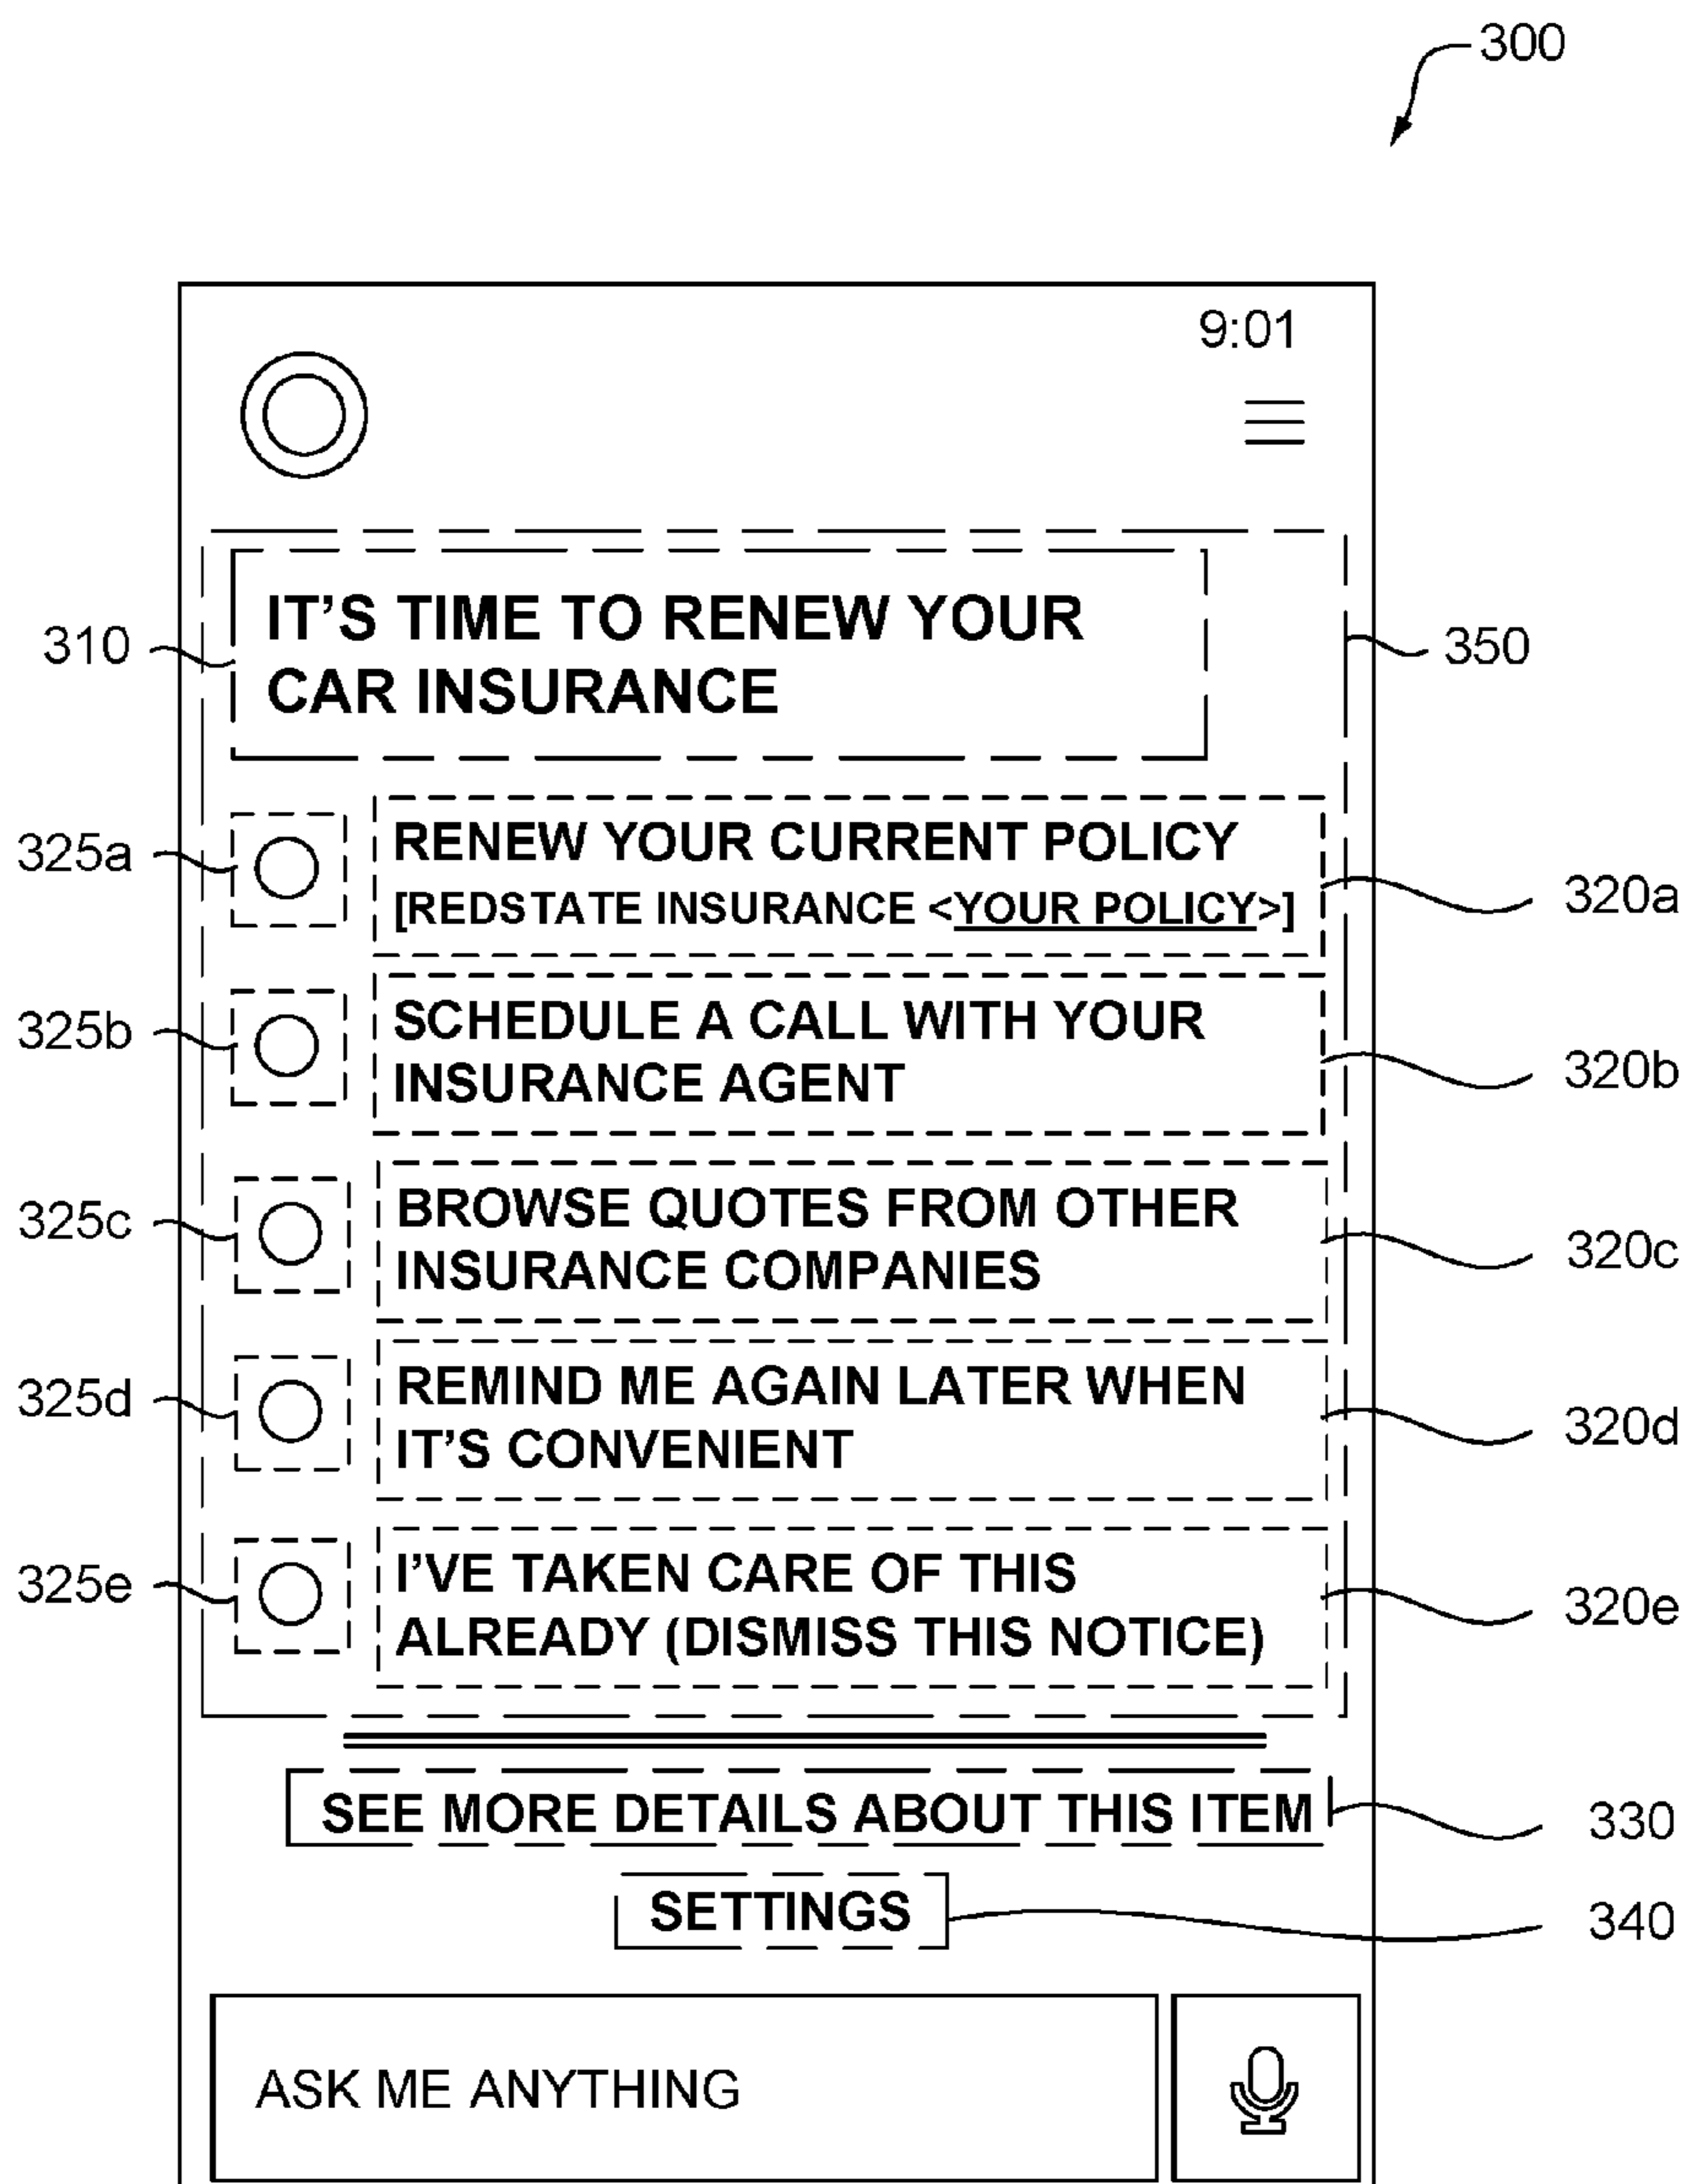 300
9:01
310
IT'S TIME TO RENEW YOUR
CAR INSURANCE
350
325a
RENEW YOUR CURRENT POLICY
[REDSTATE INSURANCE <YOUR POLICY>]
320a
325b
SCHEDULE A CALL WITH YOUR
INSURANCE AGENT
320b
325c
BROWSE QUOTES FROM OTHER
INSURANCE COMPANIES
320c
325d
REMIND ME AGAIN LATER WHEN
IT'S CONVENIENT
320d
325e
I'VE TAKEN CARE OF THIS
ALREADY (DISMISS THIS NOTICE)
320e
SEE MORE DETAILS ABOUT THIS ITEM
330
SETTINGS
340
ASK ME ANYTHING